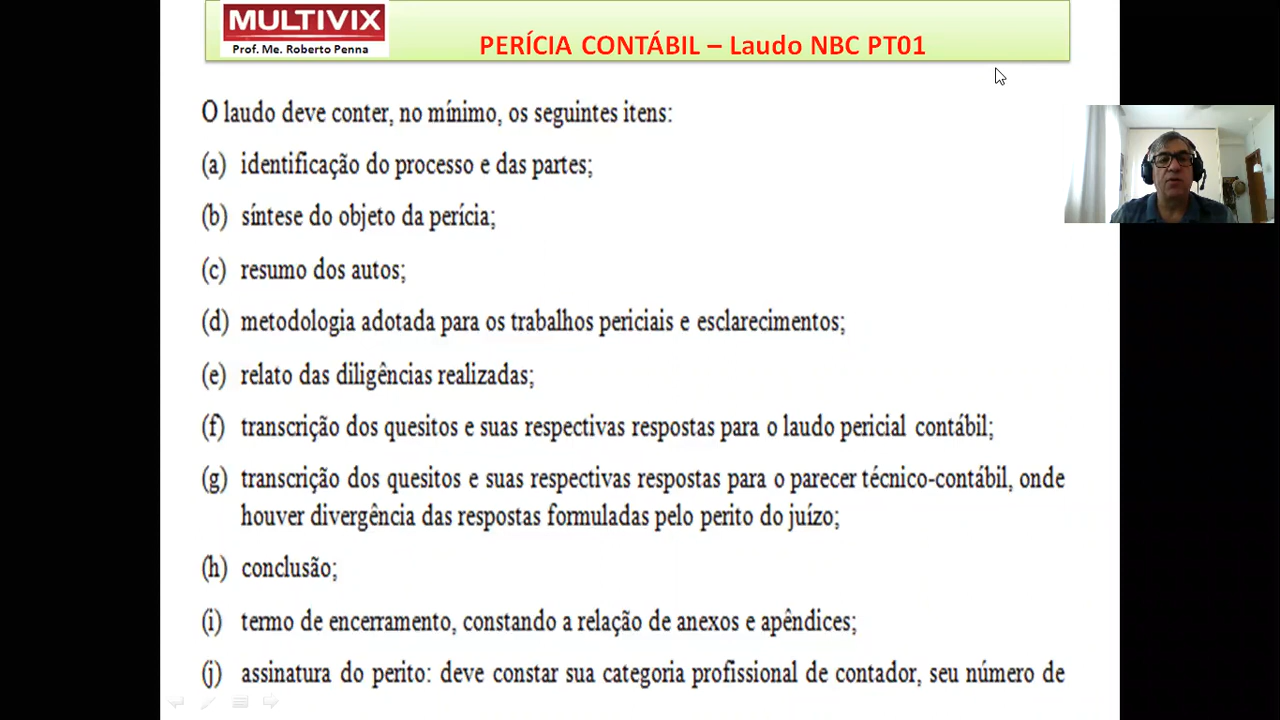 MULTIVIX
Prof. Me. Roberto Penna
PERÍCIA CONTÁBIL – Laudo NBC PT01
O laudo deve conter, no mínimo, os seguintes itens:
(a) identificação do processo e das partes;
(b) síntese do objeto da perícia;
(c) resumo dos autos;
(d) metodologia adotada para os trabalhos periciais e esclarecimentos;
(e) relato das diligências realizadas;
(f) transcrição dos quesitos e suas respectivas respostas para o laudo pericial contábil;
(g) transcrição dos quesitos e suas respectivas respostas para o parecer técnico-contábil, onde
houver divergência das respostas formuladas pelo perito do juízo;
(h) conclusão;
(i) termo de encerramento, constando a relação de anexos e apêndices;
(j) assinatura do perito: deve constar sua categoria profissional de contador, seu número de